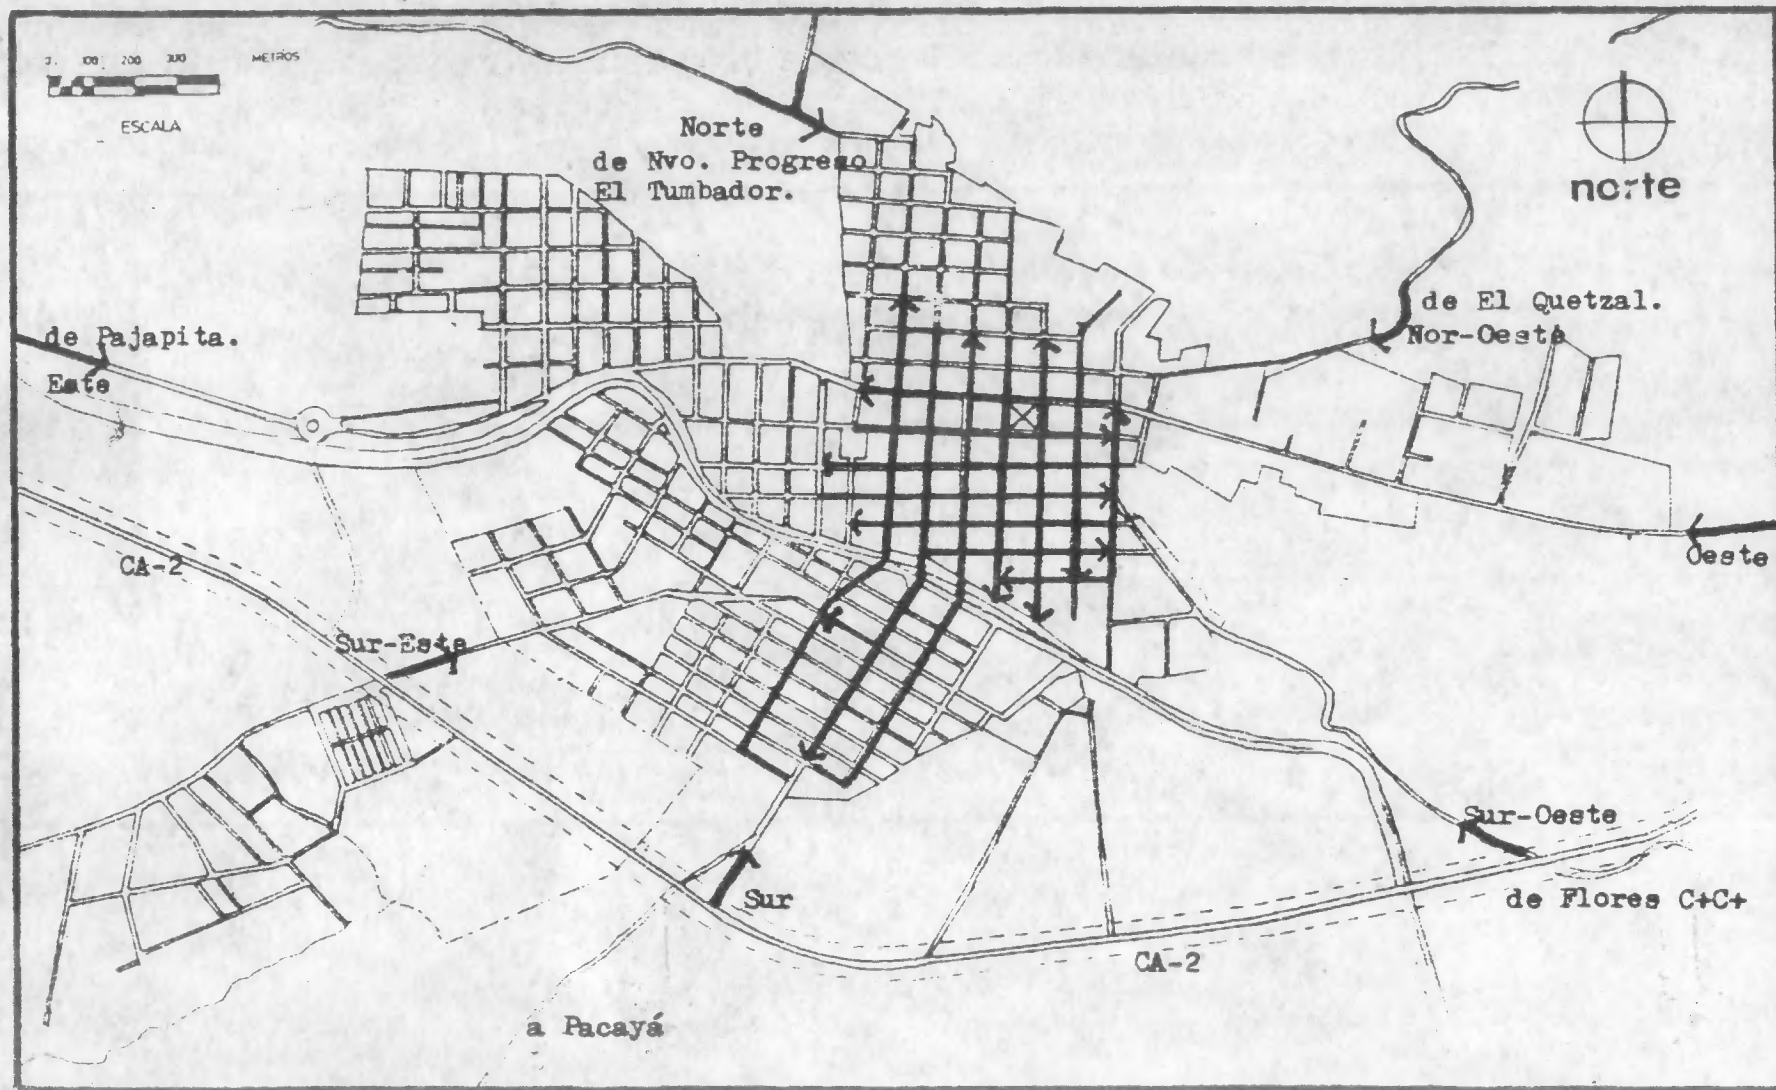 0. 100 200 300 METROS
ESCALA
Norte
de Nvo. Progreso
El Tumbador.
norte
de El Quetzal.
Nor-Oeste
de Pajapita.
Este
CA-2
Oeste
Sur-Este
Sur-Oeste
Sur
de Flores C+C+
CA-2
a Pacayá